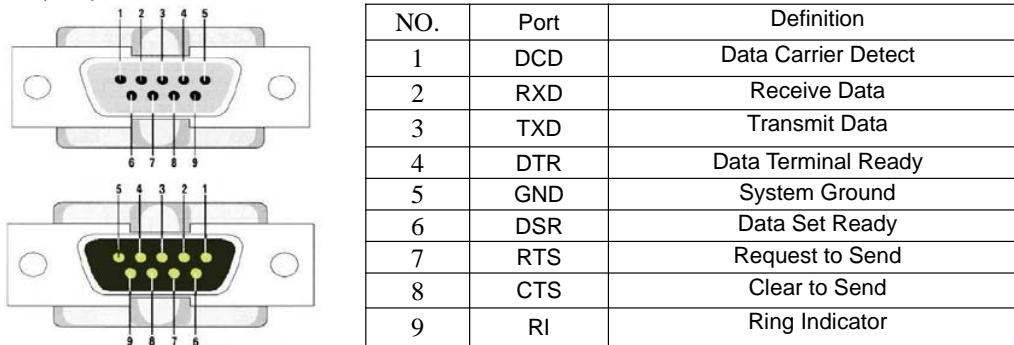 1 2 3 4 5
6 7 8 9
5 4 3 2 1
9 8 7 6
NO. Port Definition
1 DCD Data Carrier Detect
2 RXD Receive Data
3 TXD Transmit Data
4 DTR Data Terminal Ready
5 GND System Ground
6 DSR Data Set Ready
7 RTS Request to Send
8 CTS Clear to Send
9 RI Ring Indicator